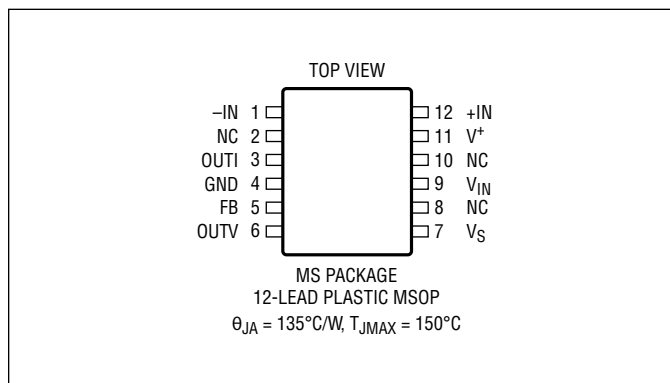 TOP VIEW
–IN 1 12 +IN
NC 2 11 V+
OUTI 3 10 NC
GND 4 9 VIN
FB 5 8 NC
OUTV 6 7 VS
MS PACKAGE
12-LEAD PLASTIC MSOP
θJA = 135°C/W, TJMAX = 150°C